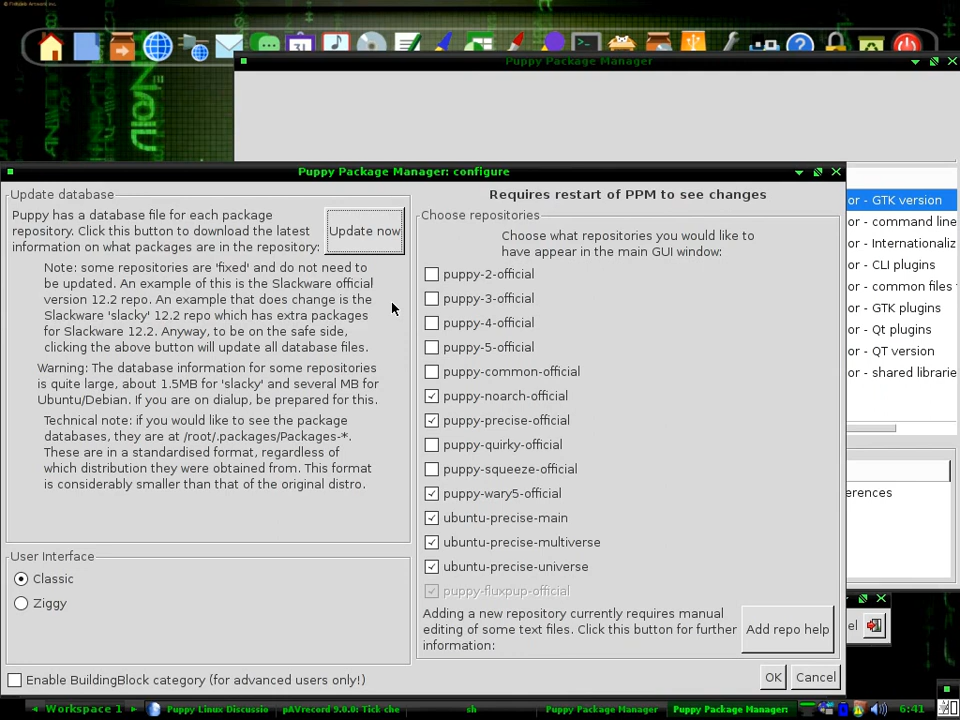 31
Puppy Package Manager
Puppy Package Manager: configure
Update database
Puppy has a database file for each package
repository. Click this button to download the latest
information on what packages are in the repository:
Update now
Note: some repositories are 'fixed' and do not need to
be updated. An example of this is the Slackware official
version 12.2 repo. An example that does change is the
Slackware 'slacky' 12.2 repo which has extra packages
for Slackware 12.2. Anyway, to be on the safe side,
clicking the above button will update all database files.
Warning: The database information for some repositories
is quite large, about 1.5MB for 'slacky' and several MB for
Ubuntu/Debian. If you are on dialup, be prepared for this.
Technical note: if you would like to see the package
databases, they are at /root/.packages/Packages-*.
These are in a standardised format, regardless of
which distribution they were obtained from. This format
is considerably smaller than that of the original distro.
User Interface
Classic
Ziggy
Enable BuildingBlock category (for advanced users only!)
Requires restart of PPM to see changes
Choose repositories
Choose what repositories you would like to
have appear in the main GUI window:
puppy-2-official
puppy-3-official
puppy-4-official
puppy-5-official
puppy-common-official
puppy-noarch-official
puppy-precise-official
puppy-quirky-official
puppy-squeeze-official
puppy-wary5-official
ubuntu-precise-main
ubuntu-precise-multiverse
ubuntu-precise-universe
puppy-fluxpup-official
Adding a new repository currently requires manual
editing of some text files. Click this button for further
information:
Add repo help
OK
Cancel
or - GTK version
or - command line
or - Internationaliz
or - CLI plugins
or - common files
or - GTK plugins
or - Qt plugins
or - QT version
or - shared librarie
erences
el
Workspace 1
Puppy Linux Discussio
pAVrecord 9.0.0: Tick che
sh
Puppy Package Manager
Puppy Package Manager:
6:41